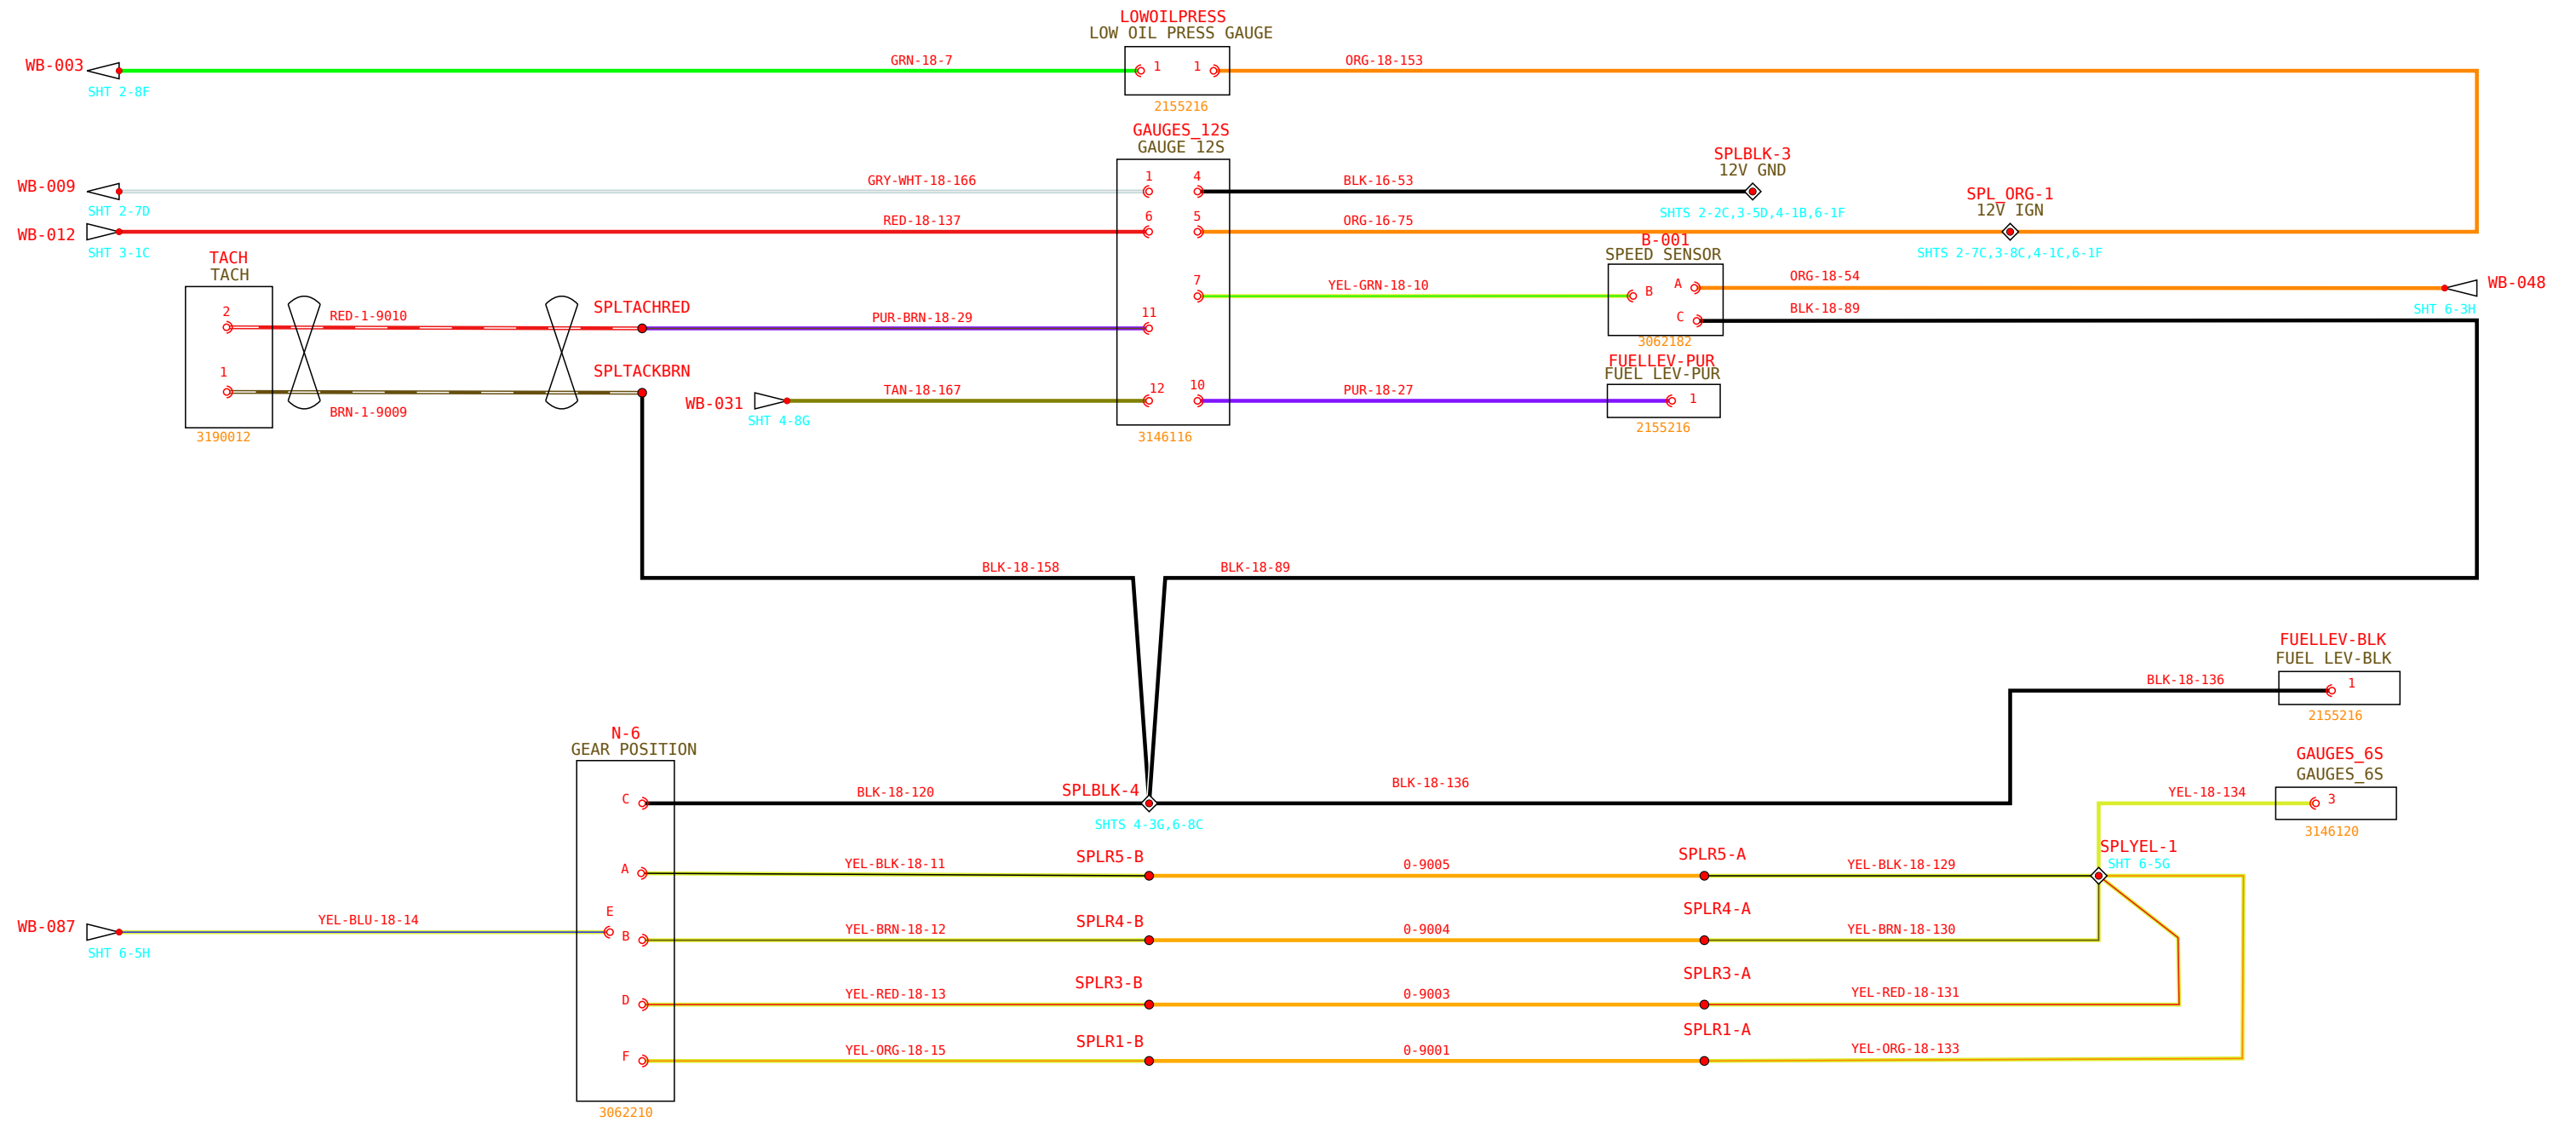 LOWOILPRESS
LOW OIL PRESS GAUGE
WB-003
GRN-18-7
1
1
ORG-18-153
SHT 2-8F
2155216
GAUGES_12S
GAUGE 12S
SPLBLK-3
12V GND
WB-009
GRY-WHT-18-166
1
4
BLK-16-53
SPL_ORG-1
12V IGN
SHT 2-7D
SHTS 2-2C,3-5D,4-1B,6-1F
WB-012
RED-18-137
6
5
ORG-16-75
SHT 3-1C
SHTS 2-7C,3-8C,4-1C,6-1F
B-001
SPEED SENSOR
TACH
TACH
7
YEL-GRN-18-10
B
A
ORG-18-54
WB-048
SHT 6-3H
C
BLK-18-89
3062182
2
RED-1-9010
SPLTACHRED
PUR-BRN-18-29
11
FUELLEV-PUR
FUEL LEV-PUR
1
BRN-1-9009
SPLTACKBRN
WB-031
TAN-18-167
12
10
PUR-18-27
1
SHT 4-8G
3190012
3146116
2155216
BLK-18-158
BLK-18-89
FUELLEV-BLK
FUEL LEV-BLK
BLK-18-136
1
2155216
N-6
GEAR POSITION
GAUGES_6S
GAUGES_6S
C
BLK-18-120
SPLBLK-4
BLK-18-136
YEL-18-134
3
SHTS 4-3G,6-8C
3146120
A
YEL-BLK-18-11
SPLR5-B
0-9005
SPLR5-A
YEL-BLK-18-129
SPLYEL-1
SHT 6-5G
WB-087
YEL-BLU-18-14
E
SHT 6-5H
B
YEL-BRN-18-12
SPLR4-B
0-9004
SPLR4-A
YEL-BRN-18-130
D
YEL-RED-18-13
SPLR3-B
0-9003
SPLR3-A
YEL-RED-18-131
F
YEL-ORG-18-15
SPLR1-B
0-9001
SPLR1-A
YEL-ORG-18-133
3062210